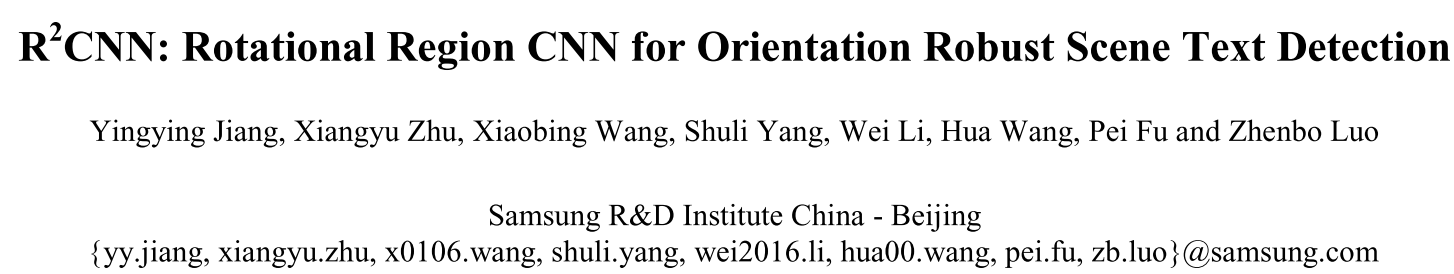 R²CNN: Rotational Region CNN for Orientation Robust Scene Text Detection
Yingying Jiang, Xiangyu Zhu, Xiaobing Wang, Shuli Yang, Wei Li, Hua Wang, Pei Fu and Zhenbo Luo
Samsung R&D Institute China - Beijing
{yy.jiang, xiangyu.zhu, x0106.wang, shuli.yang, wei2016.li, hua00.wang, pei.fu, zb.luo}@samsung.com